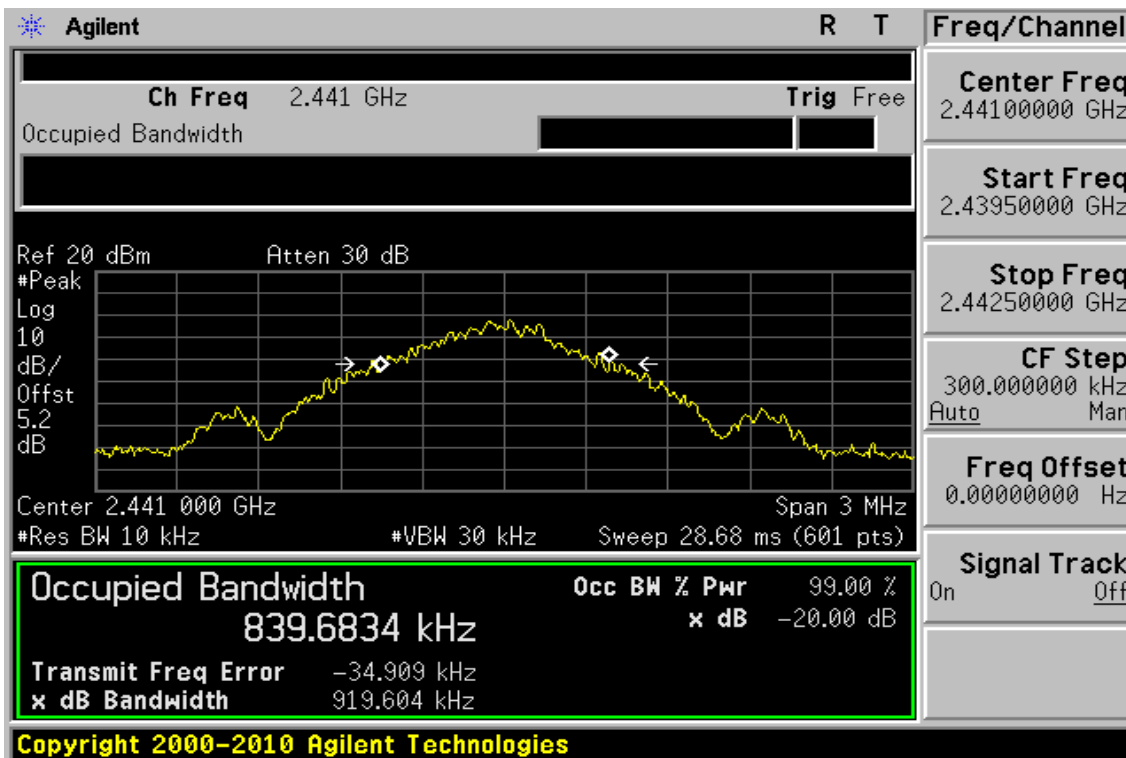 Agilent R T
Ch Freq 2.441 GHz Trig Free
Occupied Bandwidth
Ref 20 dBm Atten 30 dB
#Peak
Log
10
dB/
Offst
5.2
dB
Center 2.441 000 GHz Span 3 MHz
#Res BW 10 kHz #VBW 30 kHz Sweep 28.68 ms (601 pts)
Occupied Bandwidth
839.6834 kHz
Occ BW % Pwr 99.00 %
x dB -20.00 dB
Transmit Freq Error -34.909 kHz
x dB Bandwidth 919.604 kHz
Copyright 2000-2010 Agilent Technologies
Freq/Channel
Center Freq
2.44100000 GHz
Start Freq
2.43950000 GHz
Stop Freq
2.44250000 GHz
CF Step
300.000000 kHz
Auto Man
Freq Offset
0.00000000 Hz
Signal Track
On Off